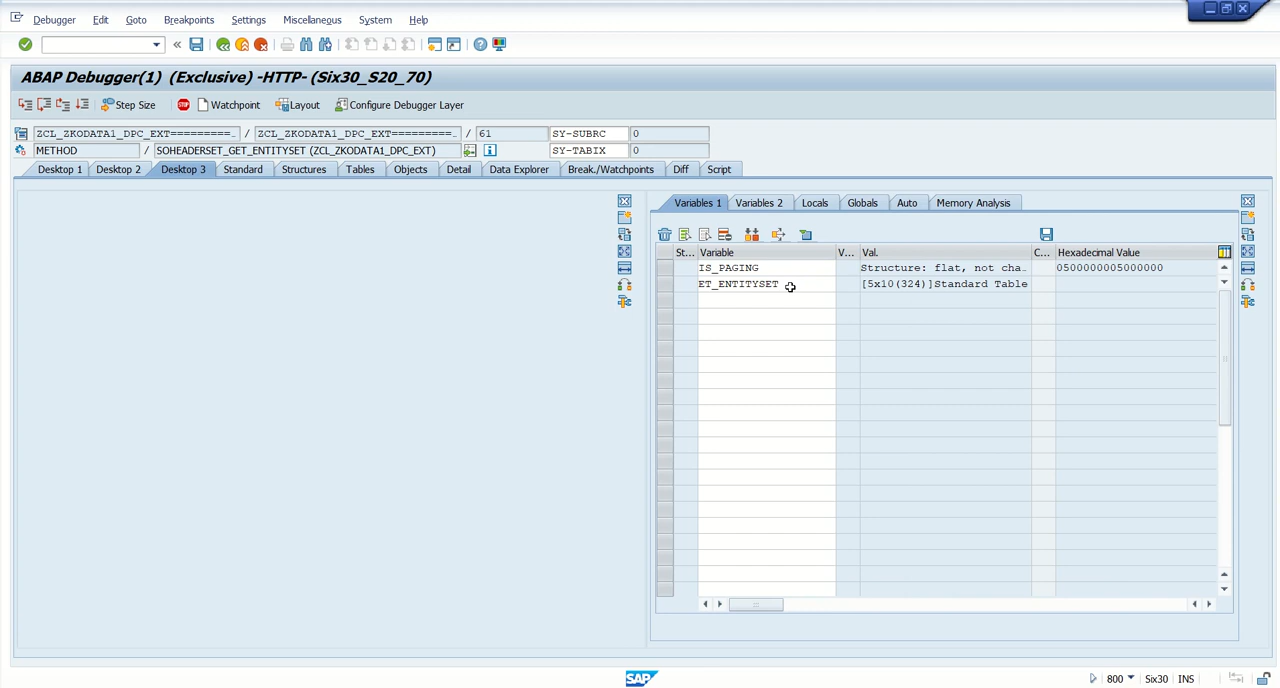 Debugger Edit Goto Breakpoints Settings Miscellaneous System Help
ABAP Debugger(1) (Exclusive) -HTTP- (Six30_S20_70)
Step Size Watchpoint Layout Configure Debugger Layer
ZCL_ZKODATA1_DPC_EXT=========_ / ZCL_ZKODATA1_DPC_EXT=========_ / 61 SY-SUBRC 0
METHOD / SOHEADERSET_GET_ENTITYSET (ZCL_ZKODATA1_DPC_EXT) SY-TABIX 0
Desktop 1 Desktop 2 Desktop 3 Standard Structures Tables Objects Detail Data Explorer Break./Watchpoints Diff Script
Variables 1 Variables 2 Locals Globals Auto Memory Analysis
St... Variable V... Val. C... Hexadecimal Value
IS_PAGING Structure: flat, not cha… 0500000005000000
ET_ENTITYSET [5x10(324)]Standard Table
SAP 800 Six30 INS